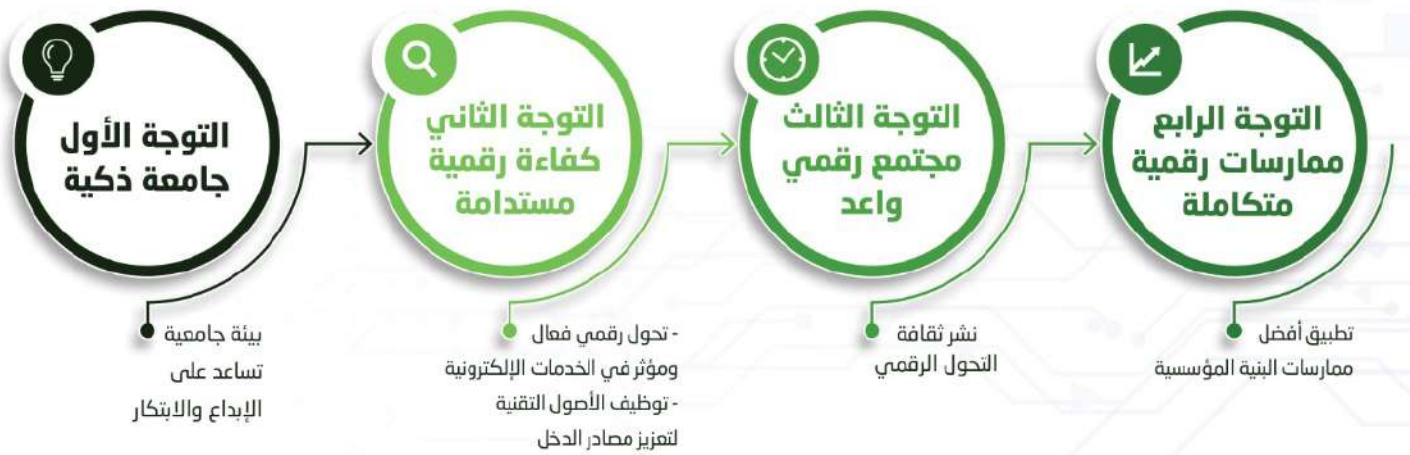 التوجة الأول
جامعة ذكية
بيئة جامعية
تساعد على
الإبداع والابتكار
التوجة الثاني
كفاءة رقمية
مستدامة
- تحول رقمي فعال
ومؤثر في الخدمات الإلكترونية
- توظيف الأصول التقنية
لتعزيز مصادر الدخل
التوجة الثالث
مجتمع رقمي
واعد
نشر ثقافة
التحول الرقمي
التوجة الرابع
ممارسات رقمية
متكاملة
تطبيق أفضل
ممارسات البنية المؤسسية